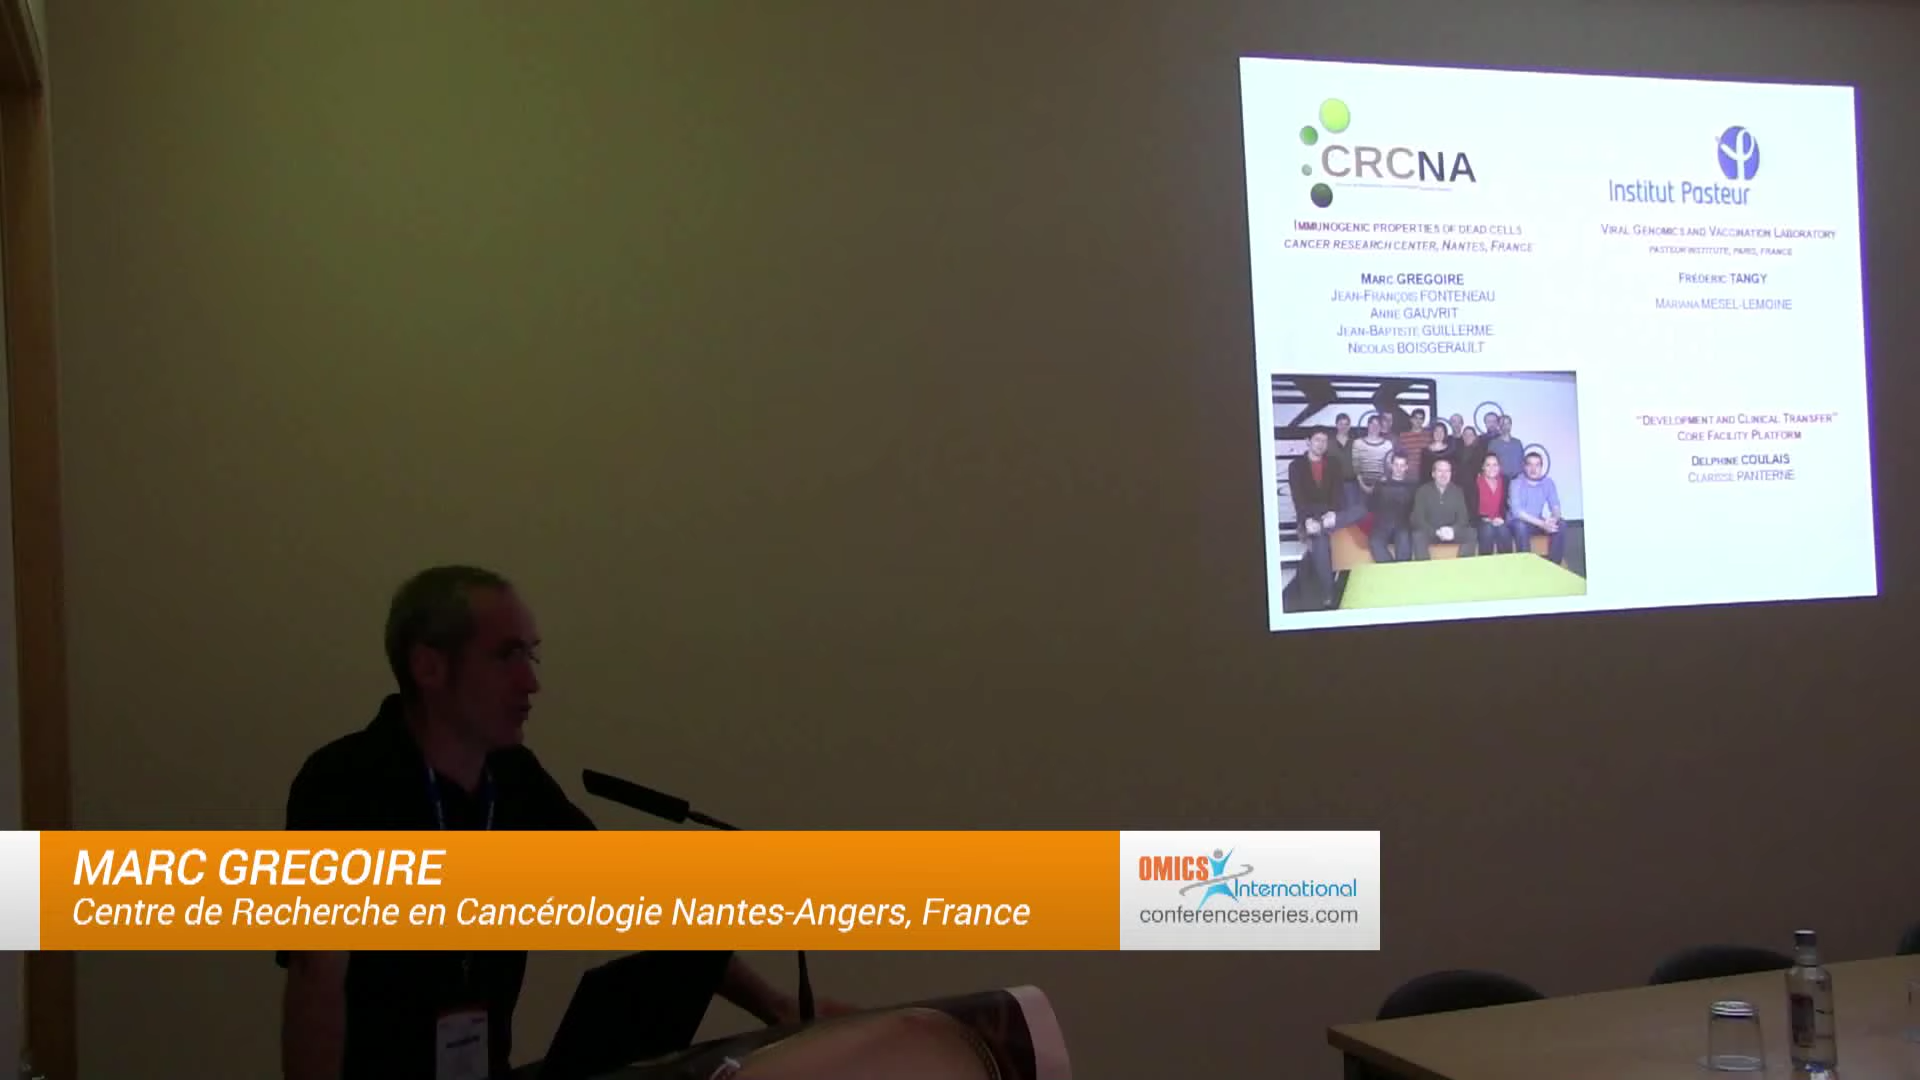 CRCNA
IMMUNOGENIC PROPERTIES OF DEAD CELLS
CANCER RESEARCH CENTER, NANTES, FRANCE
MARC GREGOIRE
JEAN-FRANÇOIS FONTENEAU
ANNE GAUVRIT
JEAN-BAPTISTE GUILLERME
NICOLAS BOISGERAULT
Institut Pasteur
VIRAL GENOMICS AND VACCINATION LABORATORY
PASTEUR INSTITUTE, PARIS, FRANCE
FRÉDÉRIC TANGY
MARIANA MESEL-LEMOINE
"DEVELOPMENT AND CLINICAL TRANSFER"
CORE FACILITY PLATFORM
DELPHINE COULAIS
CLARISSE PANTERNE
MARC GREGOIRE
Centre de Recherche en Cancérologie Nantes-Angers, France
OMICS International
conferenceseries.com